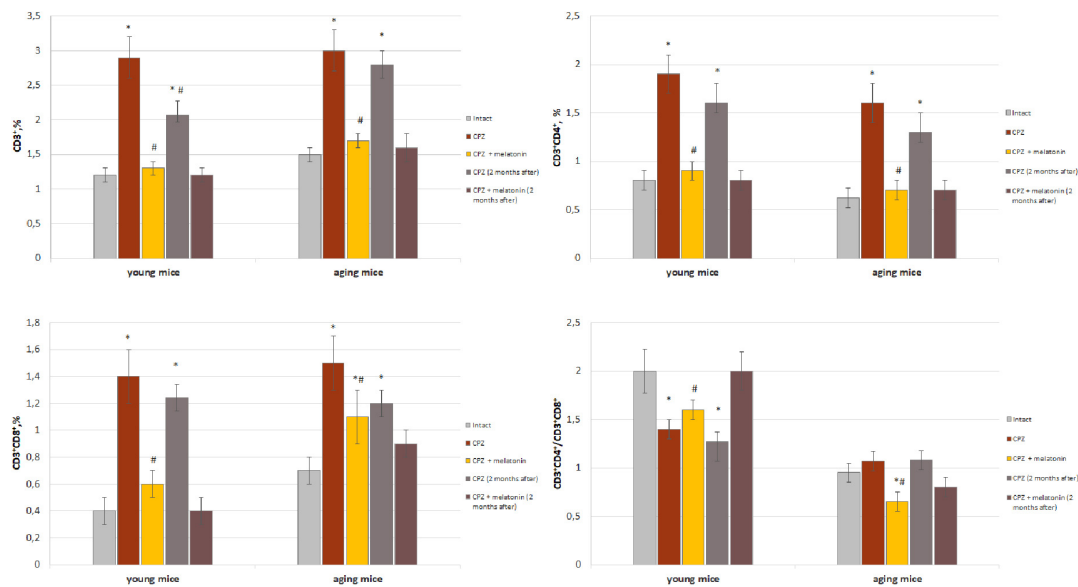 3,5
3
2,5
2
1,5
1
0,5
0
CD3⁺,%
*
#
* #
*
#
*
young mice
aging mice
Intact
CPZ
CPZ + melatonin
CPZ (2 months after)
CPZ + melatonin (2
months after)
2,5
2
1,5
1
0,5
0
CD3⁺CD4⁺, %
*
#
*
*
#
*
young mice
aging mice
Intact
CPZ
CPZ + melatonin
CPZ (2 months after)
CPZ + melatonin (2
months after)
1,8
1,6
1,4
1,2
1
0,8
0,6
0,4
0,2
0
CD3⁺CD8⁺,%
*
#
*
*
*#
*
young mice
aging mice
Intact
CPZ
CPZ + melatonin
CPZ (2 months after)
CPZ + melatonin (2
months after)
2,5
2
1,5
1
0,5
0
CD3⁺CD4⁺/CD3⁺CD8⁺
*
#
*
*#
young mice
aging mice
Intact
CPZ
CPZ + melatonin
CPZ (2 months after)
CPZ + melatonin (2
months after)